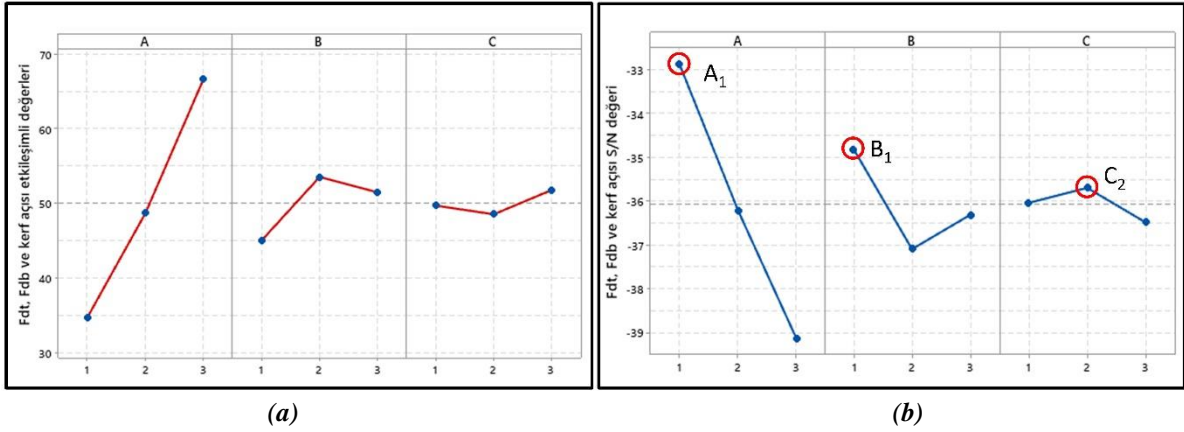 A B C
Fdt, Fdb ve kerf açısı etkileşimli değerleri
70
60
50
40
30
1 2 3 1 2 3 1 2 3
(a)
A B C
Fdt, Fdb ve kerf açısı S/N değeri
-33
-34
-35
-36
-37
-38
-39
A1
B1
C2
1 2 3 1 2 3 1 2 3
(b)